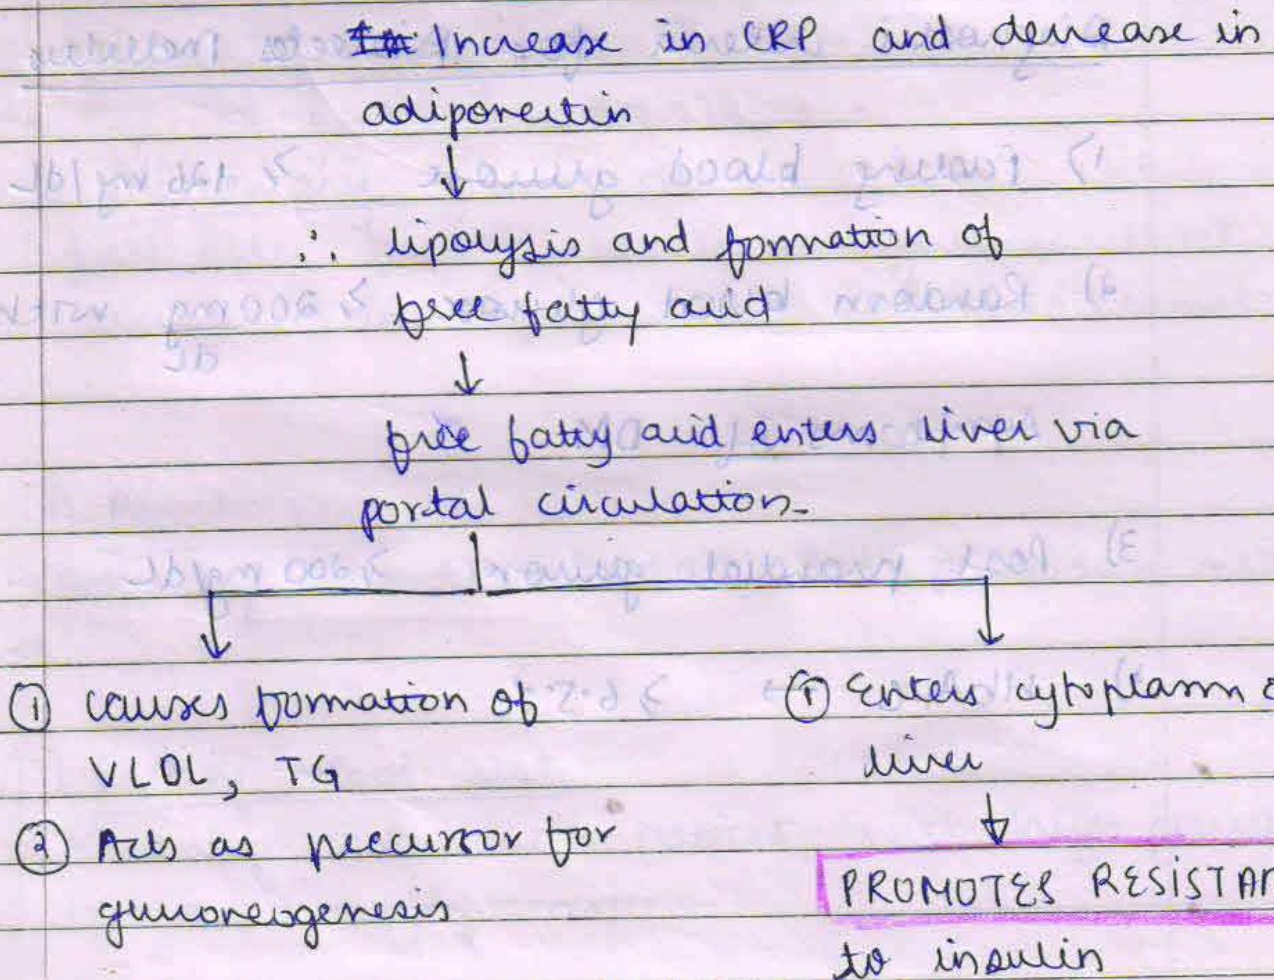 Increase in CRP and decrease in
adiponectin
↓
∴ lipolysis and formation of
free fatty acid
↓
free fatty acid enters liver via
portal circulation.
① causes formation of
VLDL, TG
② Acts as precursor for
gluconeogenesis
① Enters cytoplasm
liver
↓
PROMOTES RESISTAN
to insulin